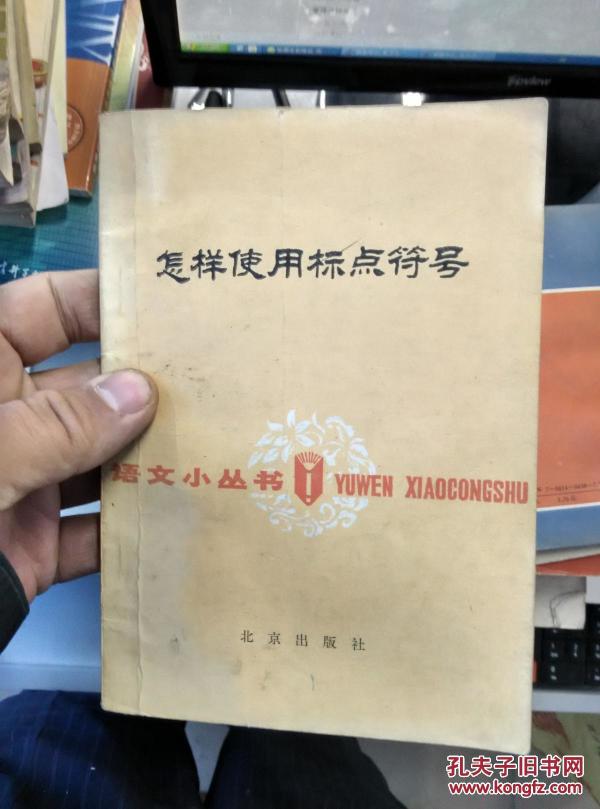 怎样使用标点符号
语文小丛书 YUWEN XIAOCONGSHU
北京出版社
孔夫子旧书网
www.kongfz.com